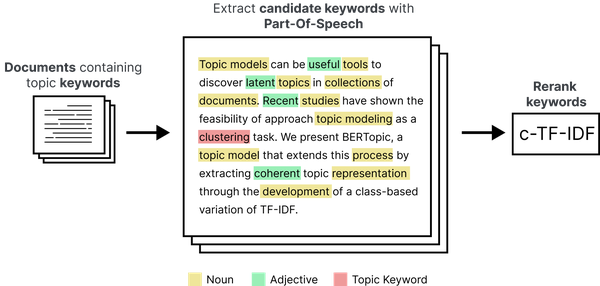 Extract candidate keywords with
Part-Of-Speech
Documents containing
topic keywords
Topic models can be useful tools to
discover latent topics in collections of
documents. Recent studies have shown the
feasibility of approach topic modeling as a
clustering task. We present BERTopic, a
topic model that extends this process by
extracting coherent topic representation
through the development of a class-based
variation of TF-IDF.
Rerank
keywords
c-TF-IDF
Noun
Adjective
Topic Keyword